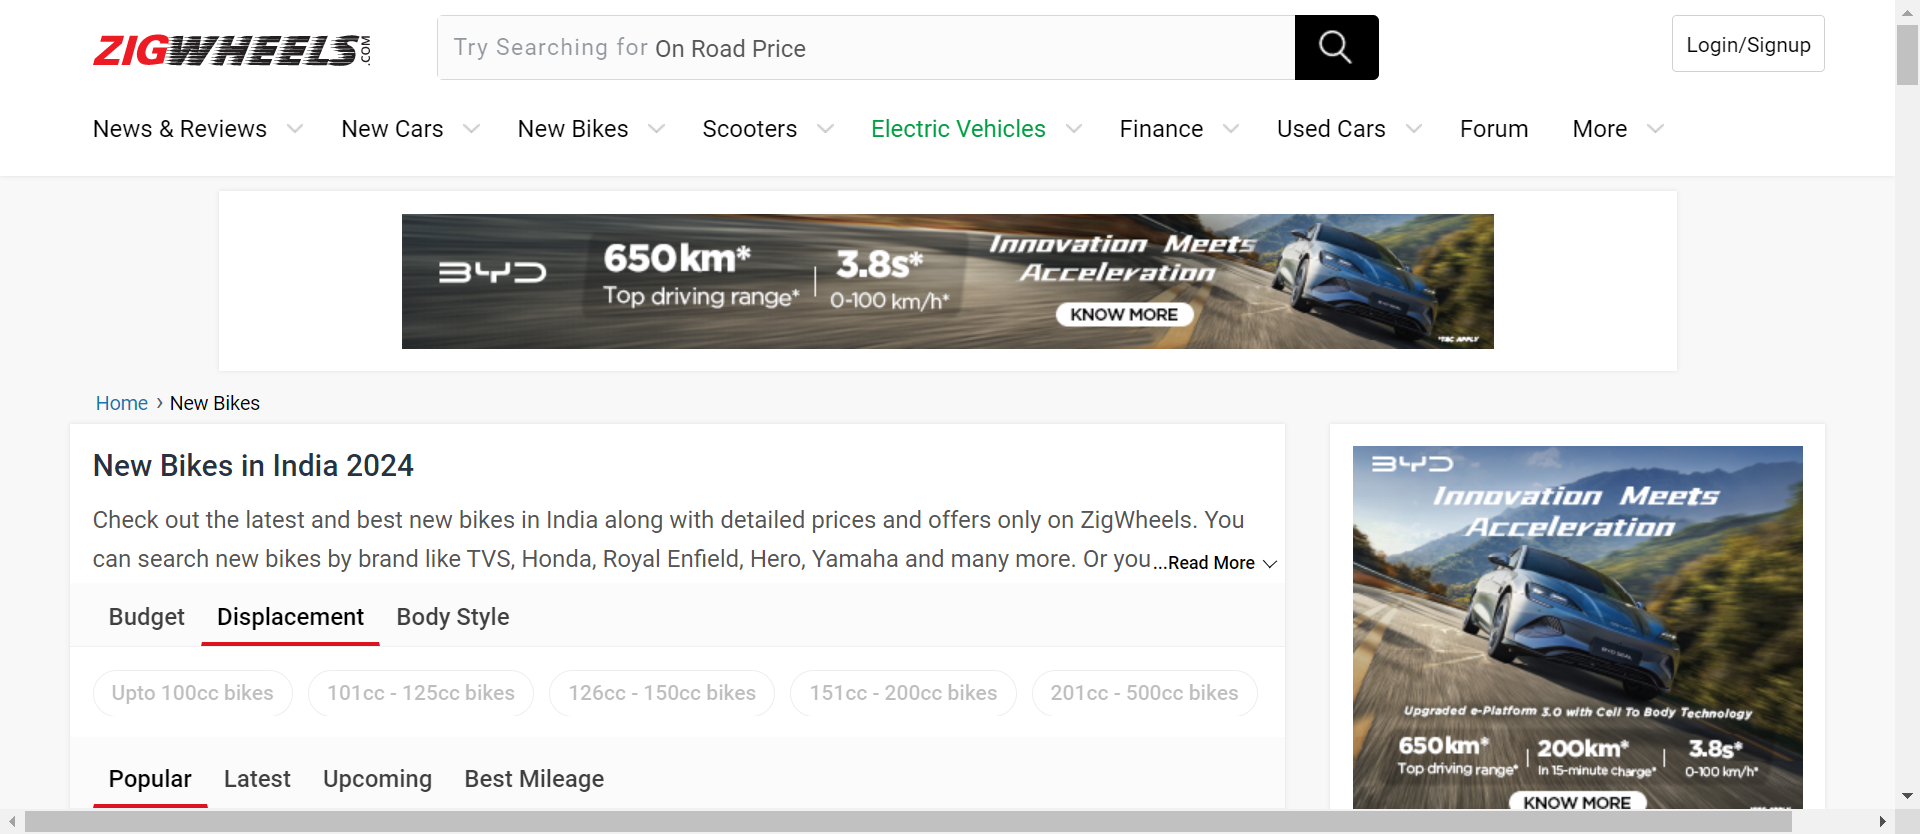 ZIGWHEELS.COM
Try Searching for On Road Price
Login/Signup
News & Reviews New Cars New Bikes Scooters Electric Vehicles Finance Used Cars Forum More
BYD
650km*
Top driving range*
3.8s*
0-100 km/h*
Innovation Meets
Acceleration
KNOW MORE
*T&C APPLY
Home › New Bikes
New Bikes in India 2024
Check out the latest and best new bikes in India along with detailed prices and offers only on ZigWheels. You
can search new bikes by brand like TVS, Honda, Royal Enfield, Hero, Yamaha and many more. Or you ...Read More
Budget Displacement Body Style
Upto 100cc bikes 101cc - 125cc bikes 126cc - 150cc bikes 151cc - 200cc bikes 201cc - 500cc bikes
Popular Latest Upcoming Best Mileage
BYD
Innovation Meets
Acceleration
BYD SEAL
Upgraded e-Platform 3.0 with Cell To Body Technology
650km* 200km* 3.8s*
Top driving range* In 15-minute charge* 0-100 km/h*
KNOW MORE